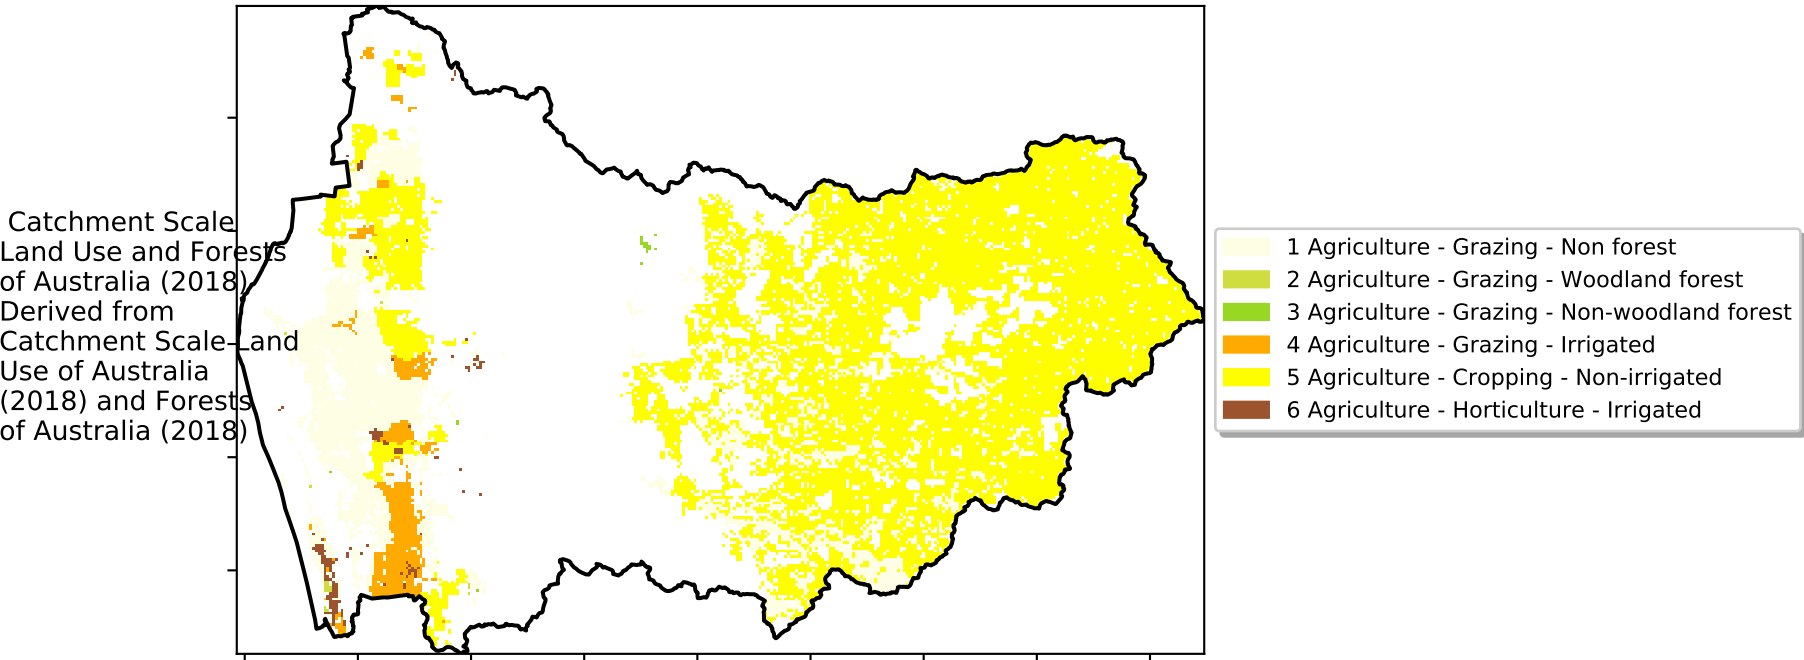 Catchment Scale
Land Use and Forests
of Australia (2018)
Derived from
Catchment Scale Land
Use of Australia
(2018) and Forests
of Australia (2018)
1 Agriculture - Grazing - Non forest
2 Agriculture - Grazing - Woodland forest
3 Agriculture - Grazing - Non-woodland forest
4 Agriculture - Grazing - Irrigated
5 Agriculture - Cropping - Non-irrigated
6 Agriculture - Horticulture - Irrigated